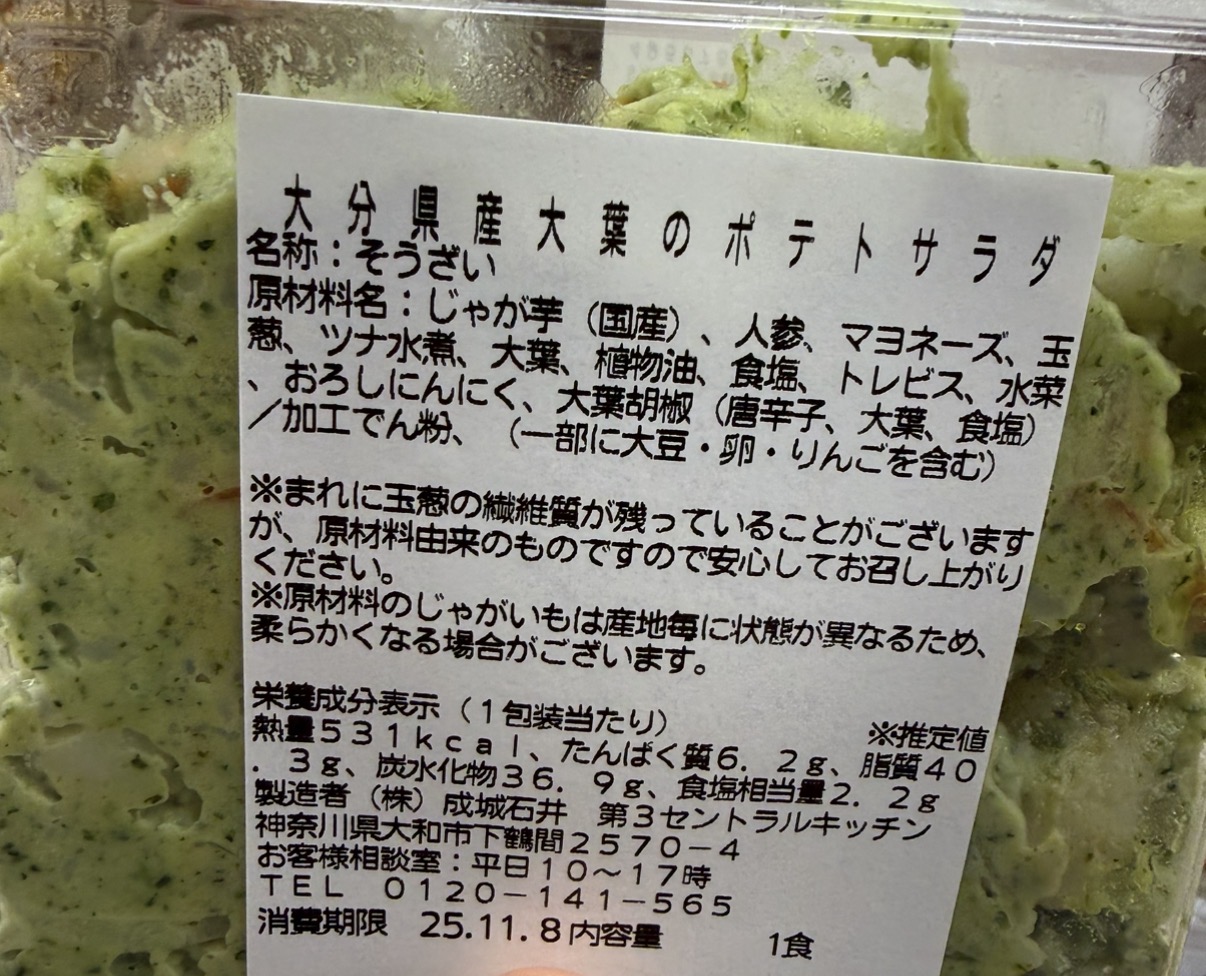 大分県産大葉のポテトサラダ
名称：そうざい
原材料名：じゃが芋（国産）、人参、マヨネーズ、玉
葱、ツナ水煮、大葉、植物油、食塩、トレビス、水菜
、おろしにんにく、大葉胡椒（唐辛子、大葉、食塩）
／加工でん粉、（一部に大豆・卵・りんごを含む）
※まれに玉葱の繊維質が残っていることがございます
が、原材料由来のものですので安心してお召し上がり
ください。
※原材料のじゃがいもは産地毎に状態が異なるため、
柔らかくなる場合がございます。
栄養成分表示（１包装当たり） ※推定値
熱量５３１ｋｃａｌ、たんぱく質６．２ｇ、脂質４０
．３ｇ、炭水化物３６．９ｇ、食塩相当量２．２ｇ
製造者（株）成城石井　第３セントラルキッチン
神奈川県大和市下鶴間２５７０－４
お客様相談室：平日１０～１７時
ＴＥＬ　０１２０－１４１－５６５
消費期限　25.11.8 内容量　1食